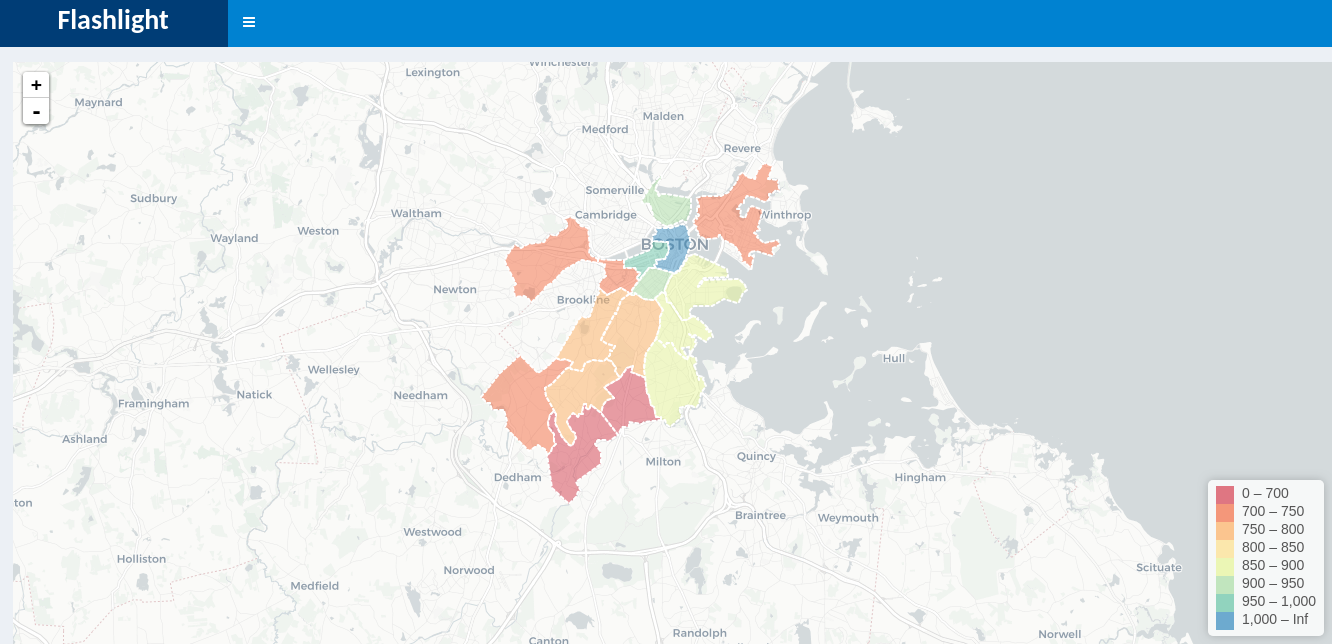 Flashlight
+
-
Winchester
Lexington
Maynard
Malden
Medford
Revere
Somerville
Sudbury
Cambridge
Waltham
Winthrop
Weston
Wayland
BOSTON
Newton
Brookline
Hull
Wellesley
Natick
Needham
Framingham
Ashland
Quincy
Milton
Dedham
Hingham
ton
Braintree
Weymouth
Westwood
Holliston
Scituate
Norwood
Medfield
Randolph
Norwell
Canton
0 – 700
700 – 750
750 – 800
800 – 850
850 – 900
900 – 950
950 – 1,000
1,000 – Inf